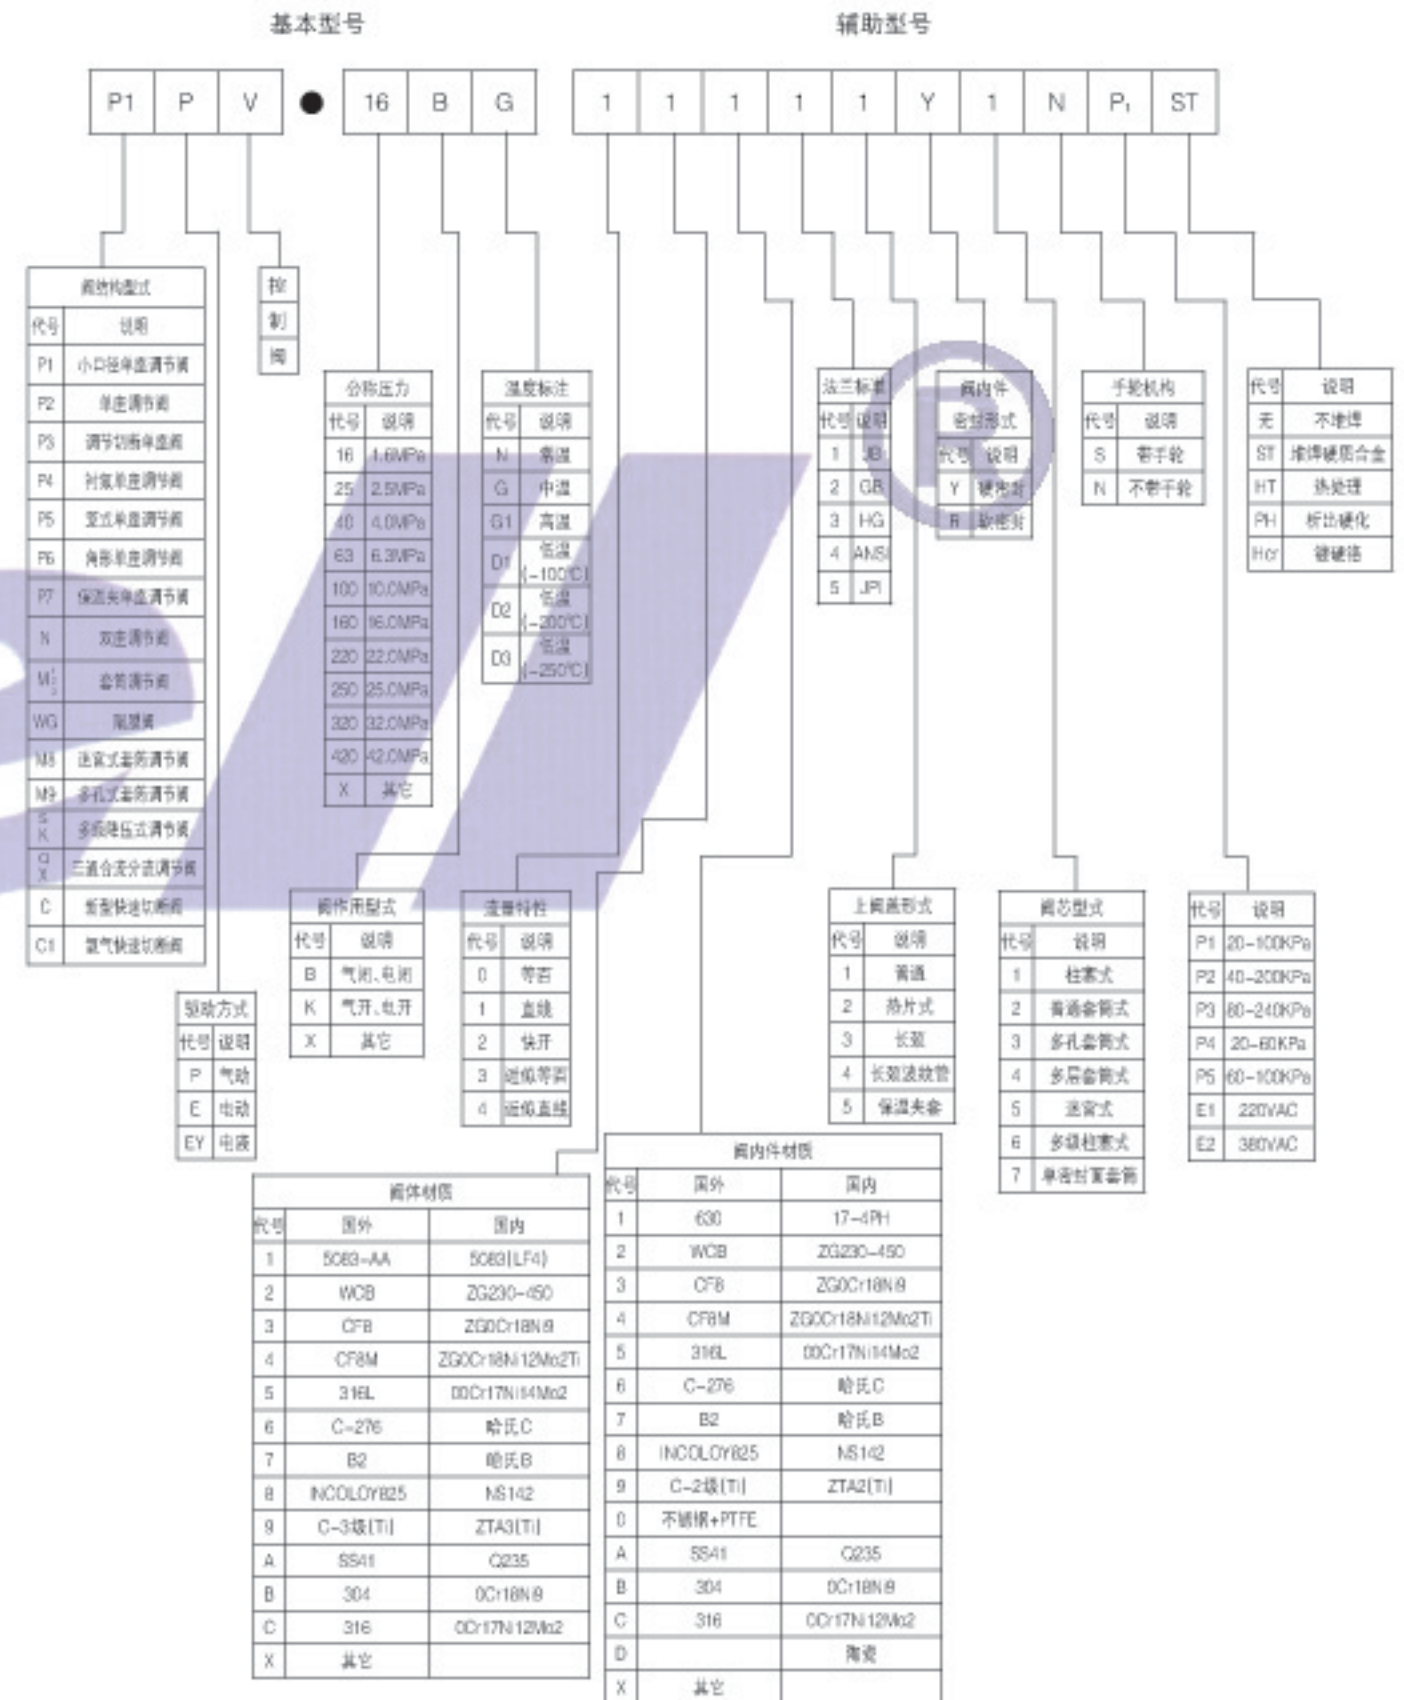 基本型号
辅助型号
P1 P V ● 16 B G 1 1 1 1 1 Y 1 N P₁ ST
阀结构型式
代号 说明
P1 小口径单座调节阀
P2 单座调节阀
P3 调节切断单座阀
P4 衬氟单座调节阀
P5 说式单座调节阀
P6 角形单座调节阀
P7 保温夹单座调节阀
N 双座调节阀
M 套筒调节阀
WG 隔膜阀
M8 迷宫式套筒调节阀
M9 多孔式套筒调节阀
S K 多级降压式调节阀
Q X 三通合流分流调节阀
C 新型快速切断阀
C1 氧气快速切断阀
控
制
阀
驱动方式
代号 说明
P 气动
E 电动
EY 电液
公称压力
代号 说明
16 1.6MPa
25 2.5MPa
40 4.0MPa
63 6.3MPa
100 10.0MPa
160 16.0MPa
220 22.0MPa
250 25.0MPa
320 32.0MPa
420 42.0MPa
X 其它
阀作用型式
代号 说明
B 气闭、电闭
K 气开、电开
X 其它
温度标注
代号 说明
N 常温
G 中温
G1 高温
D1 低温
(-100℃)
D2 低温
(-200℃)
D3 低温
(-250℃)
流量特性
代号 说明
0 等百
1 直线
2 快开
3 近似等百
4 近似直线
阀体材质
代号 国外 国内
1 5083-AA 5083(LF4)
2 WCB ZG230-450
3 CF8 ZG0Cr18Ni9
4 CF8M ZG0Cr18Ni12Mo2Ti
5 316L 00Cr17Ni14Mo2
6 C-276 哈氏C
7 B2 哈氏B
8 INCOLOY825 NS142
9 C-3级(Ti) ZTA3(Ti)
A SS41 Q235
B 304 0Cr18Ni9
C 316 0Cr17Ni12Mo2
X 其它
阀内件材质
代号 国外 国内
1 630 17-4PH
2 WCB ZG230-450
3 CF8 ZG0Cr18Ni9
4 CF8M ZG0Cr18Ni12Mo2Ti
5 316L 00Cr17Ni14Mo2
6 C-276 哈氏C
7 B2 哈氏B
8 INCOLOY825 NS142
9 C-2级(Ti) ZTA2(Ti)
0 不锈钢+PTFE
A SS41 Q235
B 304 0Cr18Ni9
C 316 0Cr17Ni12Mo2
D 陶瓷
X 其它
法兰标准
代号 说明
1 JB
2 GB
3 HG
4 ANSI
5 JPI
上阀盖形式
代号 说明
1 普通
2 热片式
3 长颈
4 长颈波纹管
5 保温夹套
阀内件
密封形式
代号 说明
Y 硬密封
R 软密封
阀芯型式
代号 说明
1 柱塞式
2 普通套筒式
3 多孔套筒式
4 多层套筒式
5 迷宫式
6 多级柱塞式
7 单密封面套筒
手轮机构
代号 说明
S 带手轮
N 不带手轮
代号 说明
P1 20-100KPa
P2 40-200KPa
P3 80-240KPa
P4 20-60KPa
P5 60-100KPa
E1 220VAC
E2 380VAC
代号 说明
无 不堆焊
ST 堆焊硬质合金
HT 热处理
PH 析出硬化
Hcr 镀硬铬
ell®